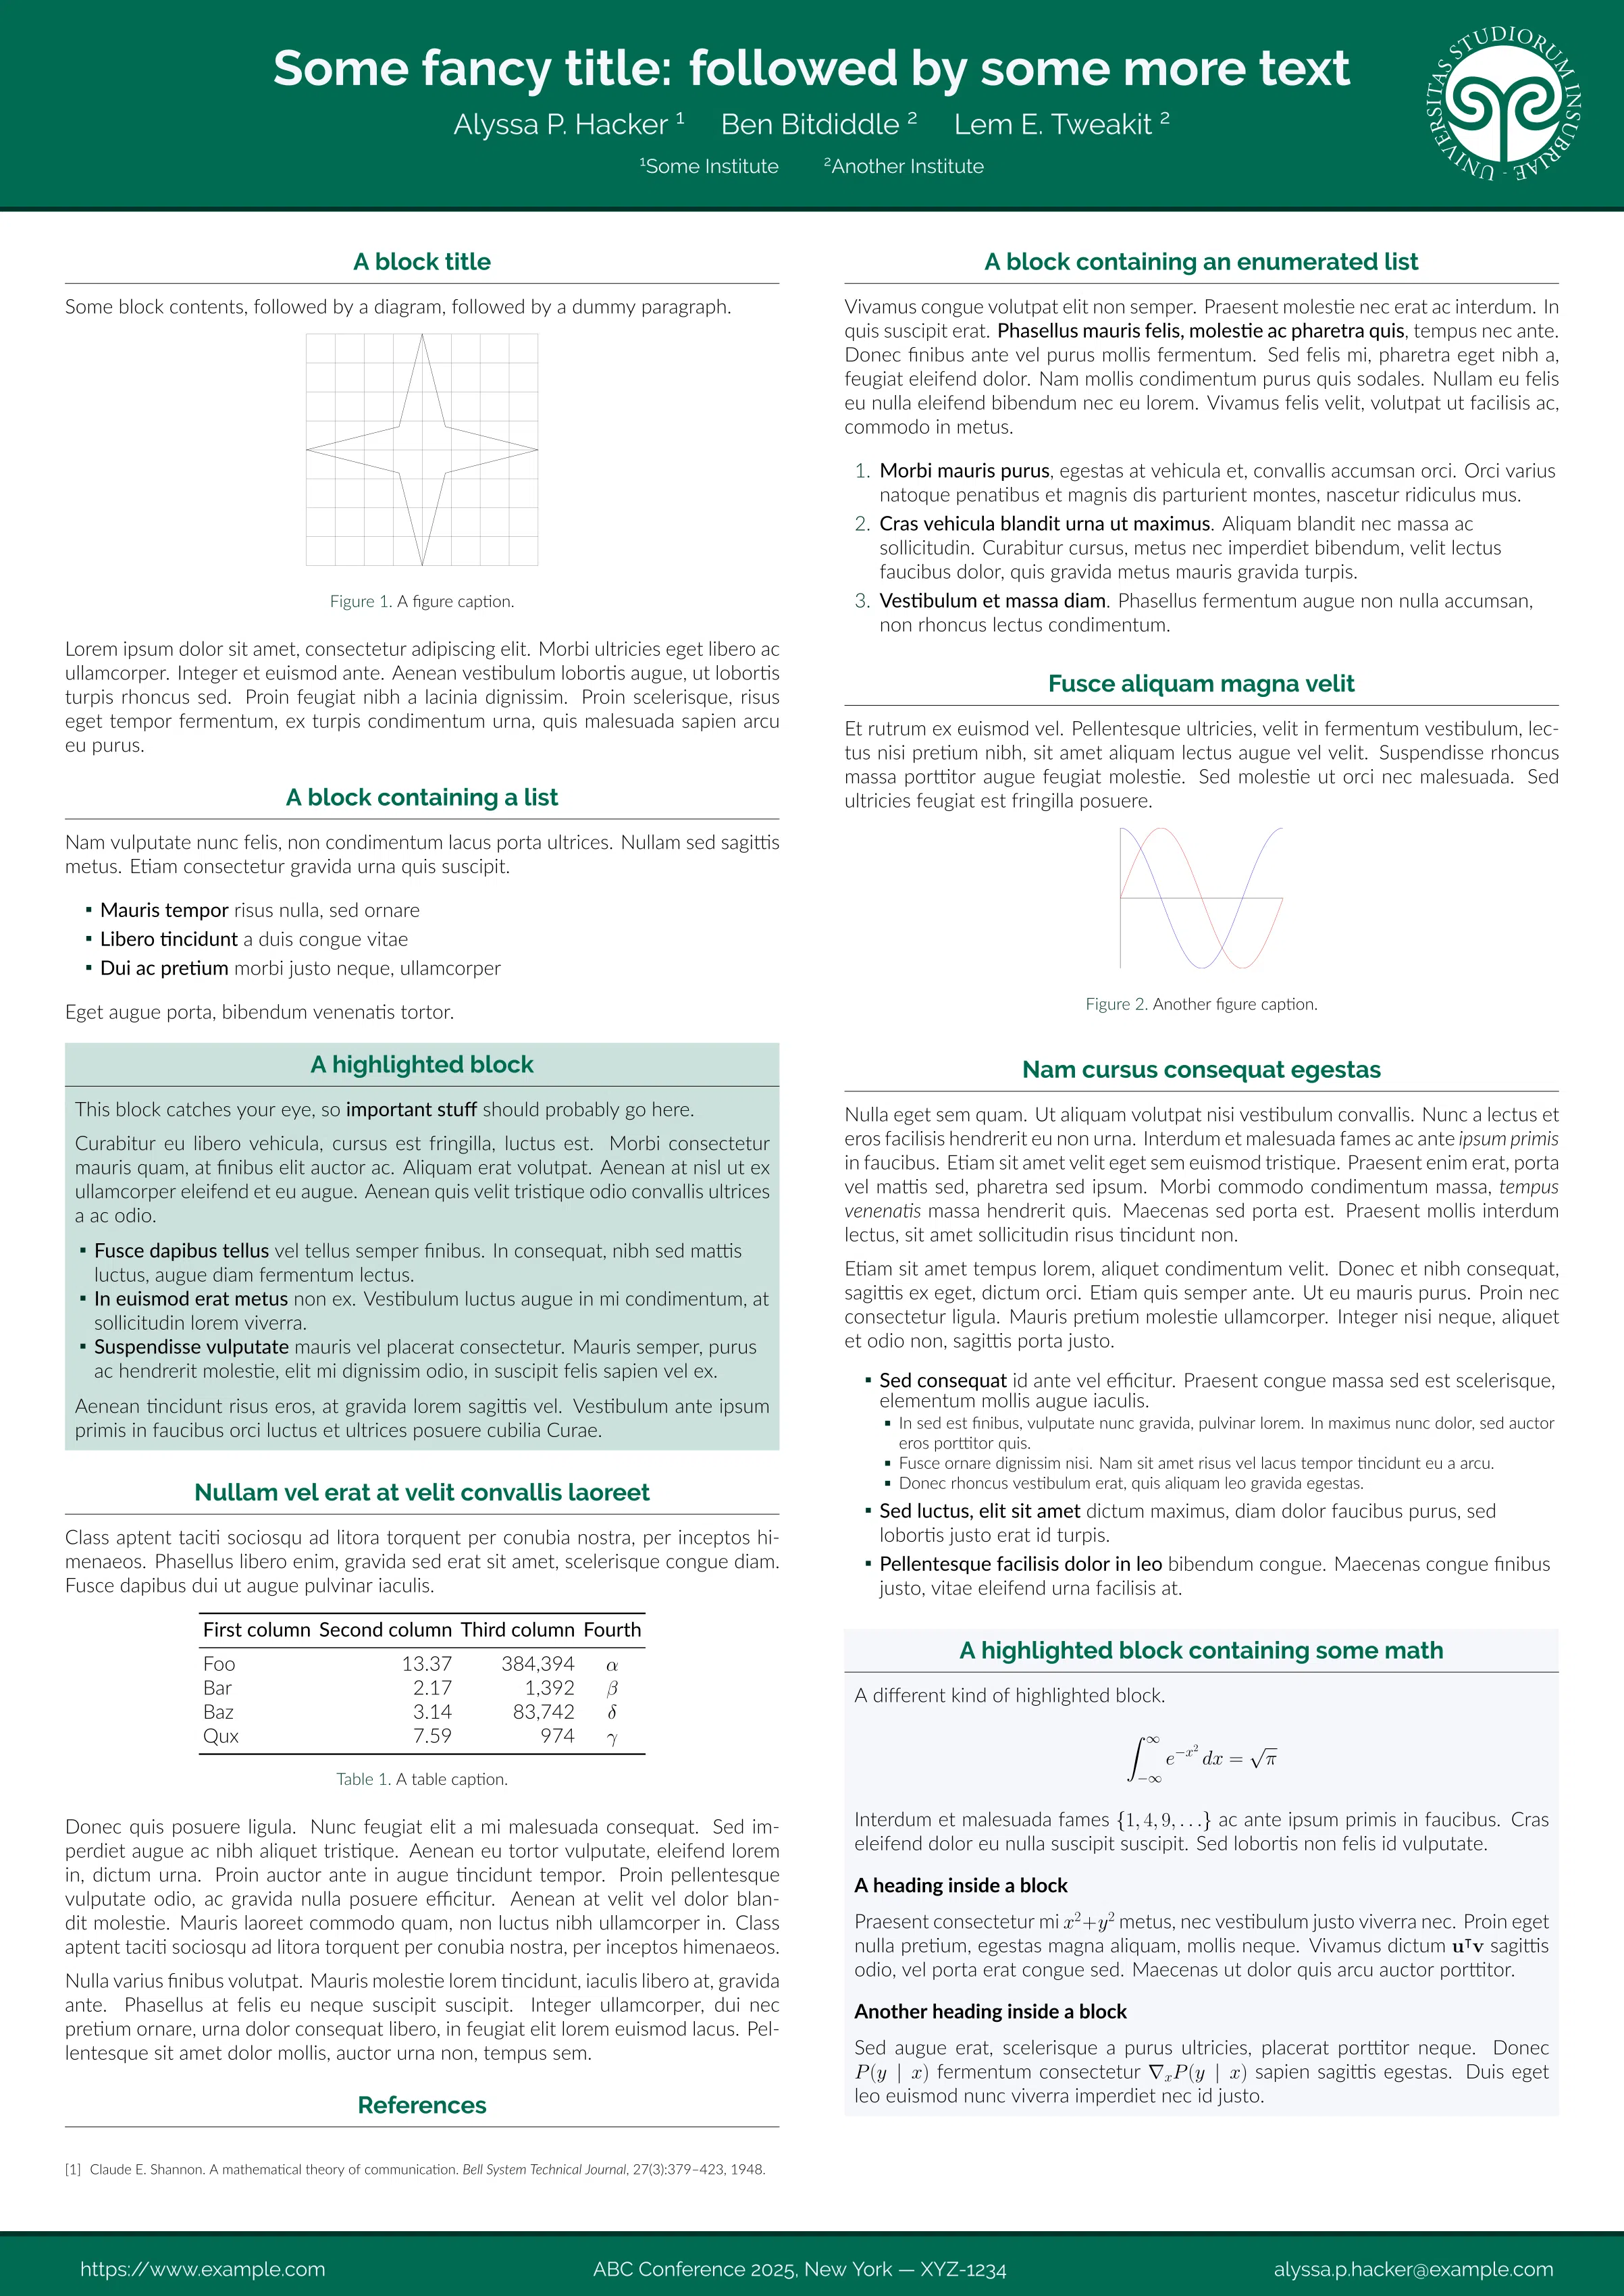 Some fancy title: followed by some more text
Alyssa P. Hacker ¹ Ben Bitdiddle ² Lem E. Tweakit ²
¹Some Institute ²Another Institute
UNIVERSITAS STUDIORUM INSUBRIAE -
A block title
Some block contents, followed by a diagram, followed by a dummy paragraph.
Figure 1. A figure caption.
Lorem ipsum dolor sit amet, consectetur adipiscing elit. Morbi ultricies eget libero ac
ullamcorper. Integer et euismod ante. Aenean vestibulum lobortis augue, ut lobortis
turpis rhoncus sed. Proin feugiat nibh a lacinia dignissim. Proin scelerisque, risus
eget tempor fermentum, ex turpis condimentum urna, quis malesuada sapien arcu
eu purus.
A block containing a list
Nam vulputate nunc felis, non condimentum lacus porta ultrices. Nullam sed sagittis
metus. Etiam consectetur gravida urna quis suscipit.
▪ Mauris tempor risus nulla, sed ornare
▪ Libero tincidunt a duis congue vitae
▪ Dui ac pretium morbi justo neque, ullamcorper
Eget augue porta, bibendum venenatis tortor.
A highlighted block
This block catches your eye, so important stuff should probably go here.
Curabitur eu libero vehicula, cursus est fringilla, luctus est. Morbi consectetur
mauris quam, at finibus elit auctor ac. Aliquam erat volutpat. Aenean at nisl ut ex
ullamcorper eleifend et eu augue. Aenean quis velit tristique odio convallis ultrices
a ac odio.
▪ Fusce dapibus tellus vel tellus semper finibus. In consequat, nibh sed mattis
luctus, augue diam fermentum lectus.
▪ In euismod erat metus non ex. Vestibulum luctus augue in mi condimentum, at
sollicitudin lorem viverra.
▪ Suspendisse vulputate mauris vel placerat consectetur. Mauris semper, purus
ac hendrerit molestie, elit mi dignissim odio, in suscipit felis sapien vel ex.
Aenean tincidunt risus eros, at gravida lorem sagittis vel. Vestibulum ante ipsum
primis in faucibus orci luctus et ultrices posuere cubilia Curae.
Nullam vel erat at velit convallis laoreet
Class aptent taciti sociosqu ad litora torquent per conubia nostra, per inceptos hi-
menaeos. Phasellus libero enim, gravida sed erat sit amet, scelerisque congue diam.
Fusce dapibus dui ut augue pulvinar iaculis.
First column Second column Third column Fourth
Foo 13.37 384,394 α
Bar 2.17 1,392 β
Baz 3.14 83,742 δ
Qux 7.59 974 γ
Table 1. A table caption.
Donec quis posuere ligula. Nunc feugiat elit a mi malesuada consequat. Sed im-
perdiet augue ac nibh aliquet tristique. Aenean eu tortor vulputate, eleifend lorem
in, dictum urna. Proin auctor ante in augue tincidunt tempor. Proin pellentesque
vulputate odio, ac gravida nulla posuere efficitur. Aenean at velit vel dolor blan-
dit molestie. Mauris laoreet commodo quam, non luctus nibh ullamcorper in. Class
aptent taciti sociosqu ad litora torquent per conubia nostra, per inceptos himenaeos.
Nulla varius finibus volutpat. Mauris molestie lorem tincidunt, iaculis libero at, gravida
ante. Phasellus at felis eu neque suscipit suscipit. Integer ullamcorper, dui nec
pretium ornare, urna dolor consequat libero, in feugiat elit lorem euismod lacus. Pel-
lentesque sit amet dolor mollis, auctor urna non, tempus sem.
References
[1] Claude E. Shannon. A mathematical theory of communication. Bell System Technical Journal, 27(3):379–423, 1948.
A block containing an enumerated list
Vivamus congue volutpat elit non semper. Praesent molestie nec erat ac interdum. In
quis suscipit erat. Phasellus mauris felis, molestie ac pharetra quis, tempus nec ante.
Donec finibus ante vel purus mollis fermentum. Sed felis mi, pharetra eget nibh a,
feugiat eleifend dolor. Nam mollis condimentum purus quis sodales. Nullam eu felis
eu nulla eleifend bibendum nec eu lorem. Vivamus felis velit, volutpat ut facilisis ac,
commodo in metus.
1. Morbi mauris purus, egestas at vehicula et, convallis accumsan orci. Orci varius
natoque penatibus et magnis dis parturient montes, nascetur ridiculus mus.
2. Cras vehicula blandit urna ut maximus. Aliquam blandit nec massa ac
sollicitudin. Curabitur cursus, metus nec imperdiet bibendum, velit lectus
faucibus dolor, quis gravida metus mauris gravida turpis.
3. Vestibulum et massa diam. Phasellus fermentum augue non nulla accumsan,
non rhoncus lectus condimentum.
Fusce aliquam magna velit
Et rutrum ex euismod vel. Pellentesque ultricies, velit in fermentum vestibulum, lec-
tus nisi pretium nibh, sit amet aliquam lectus augue vel velit. Suspendisse rhoncus
massa porttitor augue feugiat molestie. Sed molestie ut orci nec malesuada. Sed
ultricies feugiat est fringilla posuere.
Figure 2. Another figure caption.
Nam cursus consequat egestas
Nulla eget sem quam. Ut aliquam volutpat nisi vestibulum convallis. Nunc a lectus et
eros facilisis hendrerit eu non urna. Interdum et malesuada fames ac ante ipsum primis
in faucibus. Etiam sit amet velit eget sem euismod tristique. Praesent enim erat, porta
vel mattis sed, pharetra sed ipsum. Morbi commodo condimentum massa, tempus
venenatis massa hendrerit quis. Maecenas sed porta est. Praesent mollis interdum
lectus, sit amet sollicitudin risus tincidunt non.
Etiam sit amet tempus lorem, aliquet condimentum velit. Donec et nibh consequat,
sagittis ex eget, dictum orci. Etiam quis semper ante. Ut eu mauris purus. Proin nec
consectetur ligula. Mauris pretium molestie ullamcorper. Integer nisi neque, aliquet
et odio non, sagittis porta justo.
▪ Sed consequat id ante vel efficitur. Praesent congue massa sed est scelerisque,
elementum mollis augue iaculis.
▪ In sed est finibus, vulputate nunc gravida, pulvinar lorem. In maximus nunc dolor, sed auctor
eros porttitor quis.
▪ Fusce ornare dignissim nisi. Nam sit amet risus vel lacus tempor tincidunt eu a arcu.
▪ Donec rhoncus vestibulum erat, quis aliquam leo gravida egestas.
▪ Sed luctus, elit sit amet dictum maximus, diam dolor faucibus purus, sed
lobortis justo erat id turpis.
▪ Pellentesque facilisis dolor in leo bibendum congue. Maecenas congue finibus
justo, vitae eleifend urna facilisis at.
A highlighted block containing some math
A different kind of highlighted block.
∫_{−∞}^{∞} e^{−x²} dx = √π
Interdum et malesuada fames {1, 4, 9, . . .} ac ante ipsum primis in faucibus. Cras
eleifend dolor eu nulla suscipit suscipit. Sed lobortis non felis id vulputate.
A heading inside a block
Praesent consectetur mi x²+y² metus, nec vestibulum justo viverra nec. Proin eget
nulla pretium, egestas magna aliquam, mollis neque. Vivamus dictum u⊤v sagittis
odio, vel porta erat congue sed. Maecenas ut dolor quis arcu auctor porttitor.
Another heading inside a block
Sed augue erat, scelerisque a purus ultricies, placerat porttitor neque. Donec
P(y | x) fermentum consectetur ∇ₓP(y | x) sapien sagittis egestas. Duis eget
leo euismod nunc viverra imperdiet nec id justo.
https://www.example.com ABC Conference 2025, New York — XYZ-1234 alyssa.p.hacker@example.com